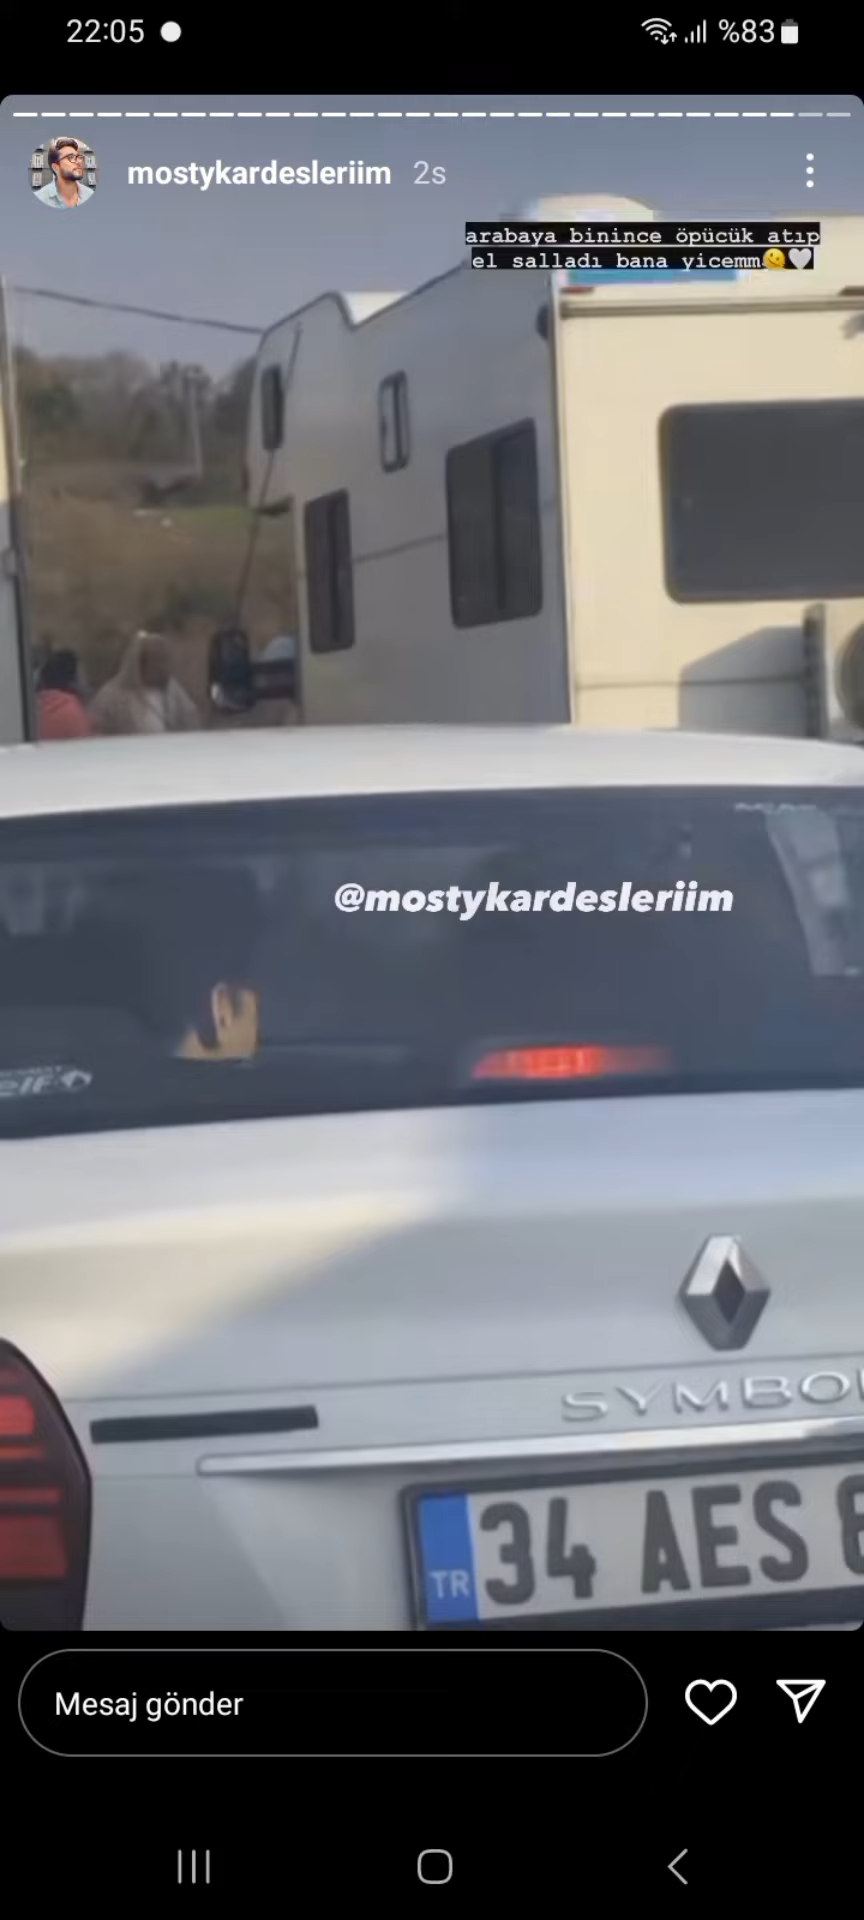 22:05
%83
mostykardesleriim 2s
arabaya binince öpücük atıp
el salladı bana yicemm🫠🤍
@mostykardesleriim
SYMBOL
34 AES
TR
Mesaj gönder